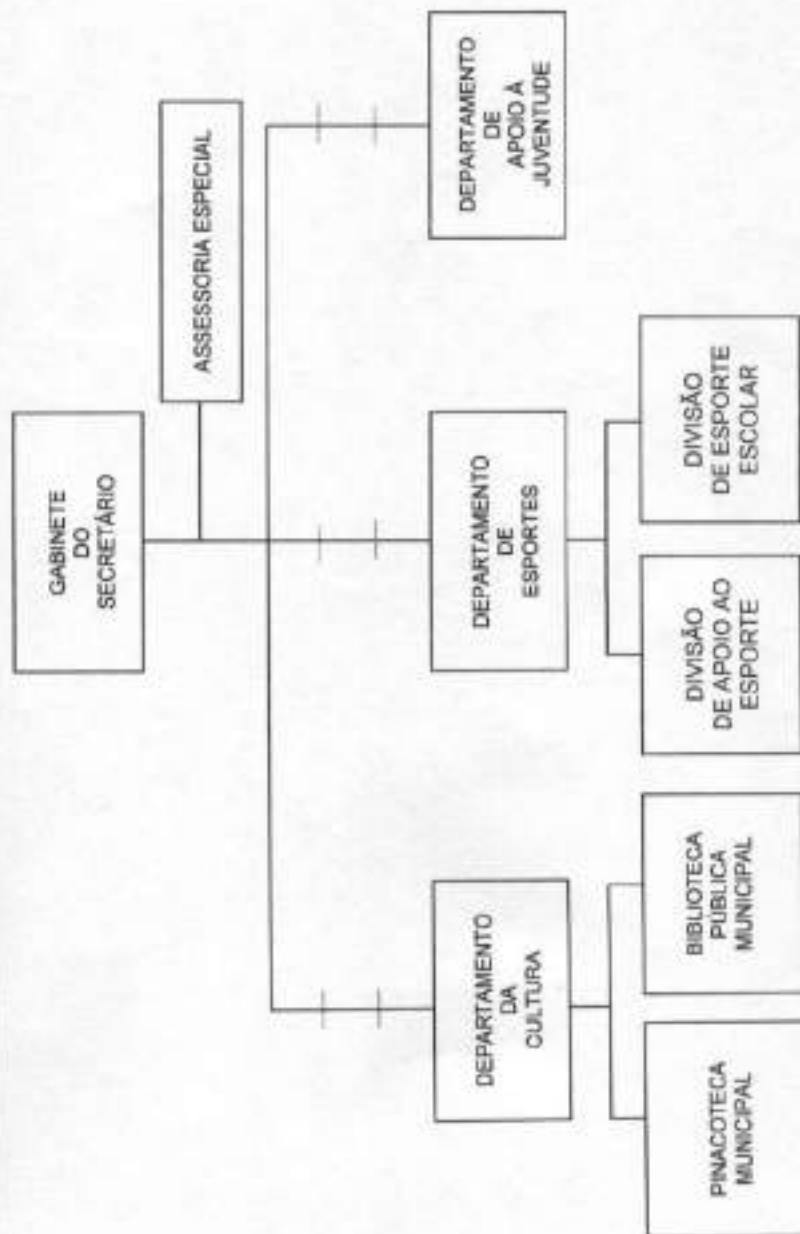 GABINETE
DO
SECRETÁRIO
ASSESSORIA ESPECIAL
DEPARTAMENTO
DA
CULTURA
DEPARTAMENTO
DE
ESPORTES
DEPARTAMENTO
DE
APOIO À
JUVENTUDE
PINACOTECA
MUNICIPAL
BIBLIOTECA
PÚBLICA
MUNICIPAL
DIVISÃO
DE APOIO AO
ESPORTE
DIVISÃO
DE ESPORTE
ESCOLAR